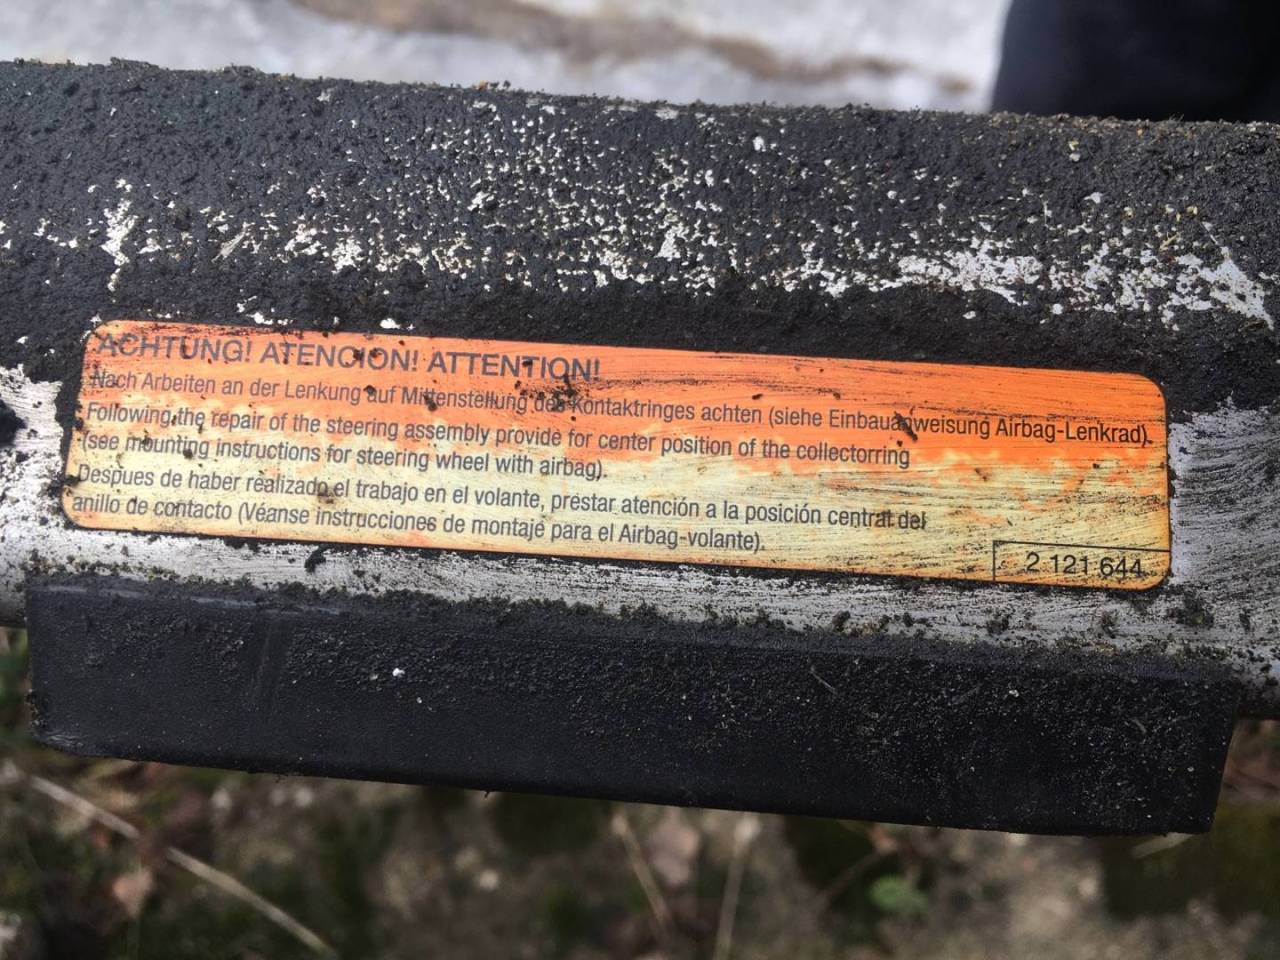 ACHTUNG! ATENCION! ATTENTION!
Nach Arbeiten an der Lenkung auf Mittenstellung des Kontaktringes achten (siehe Einbauanweisung Airbag-Lenkrad).
Following the repair of the steering assembly provide for center position of the collectorring
(see mounting instructions for steering wheel with airbag).
Despues de haber realizado el trabajo en el volante, prestar atención a la posición central del
anillo de contacto (Véanse instrucciones de montaje para el Airbag-volante).
2 121 644